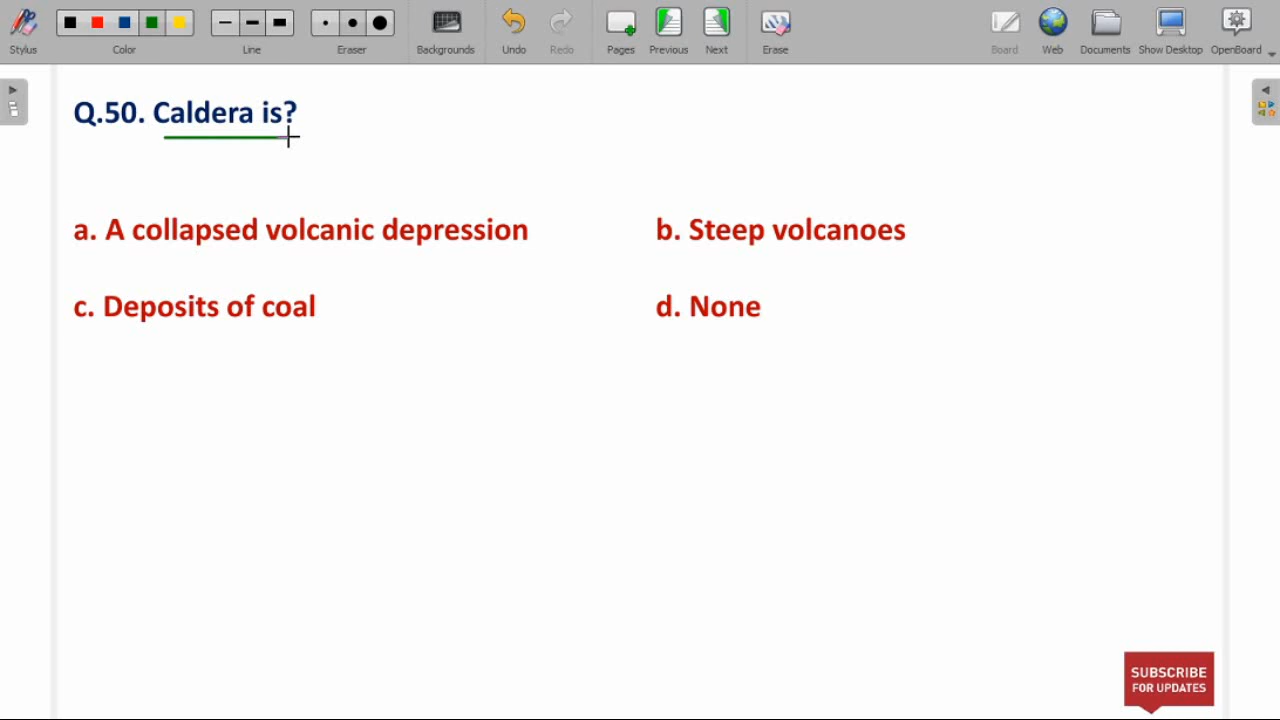 Stylus Color Line Eraser Backgrounds Undo Redo Pages Previous Next Erase Board Web Documents Show Desktop OpenBoard
Q.50. Caldera is?
a. A collapsed volcanic depression b. Steep volcanoes
c. Deposits of coal d. None
SUBSCRIBE
FOR UPDATES